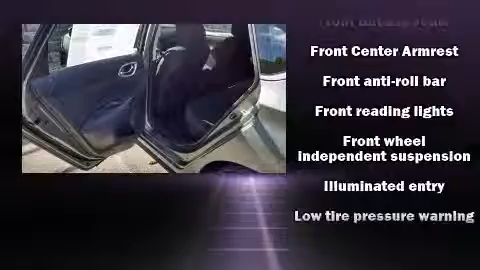 Front Center Armrest
Front anti-roll bar
Front reading lights
Front wheel
independent suspension
Illuminated entry
Low tire pressure warning